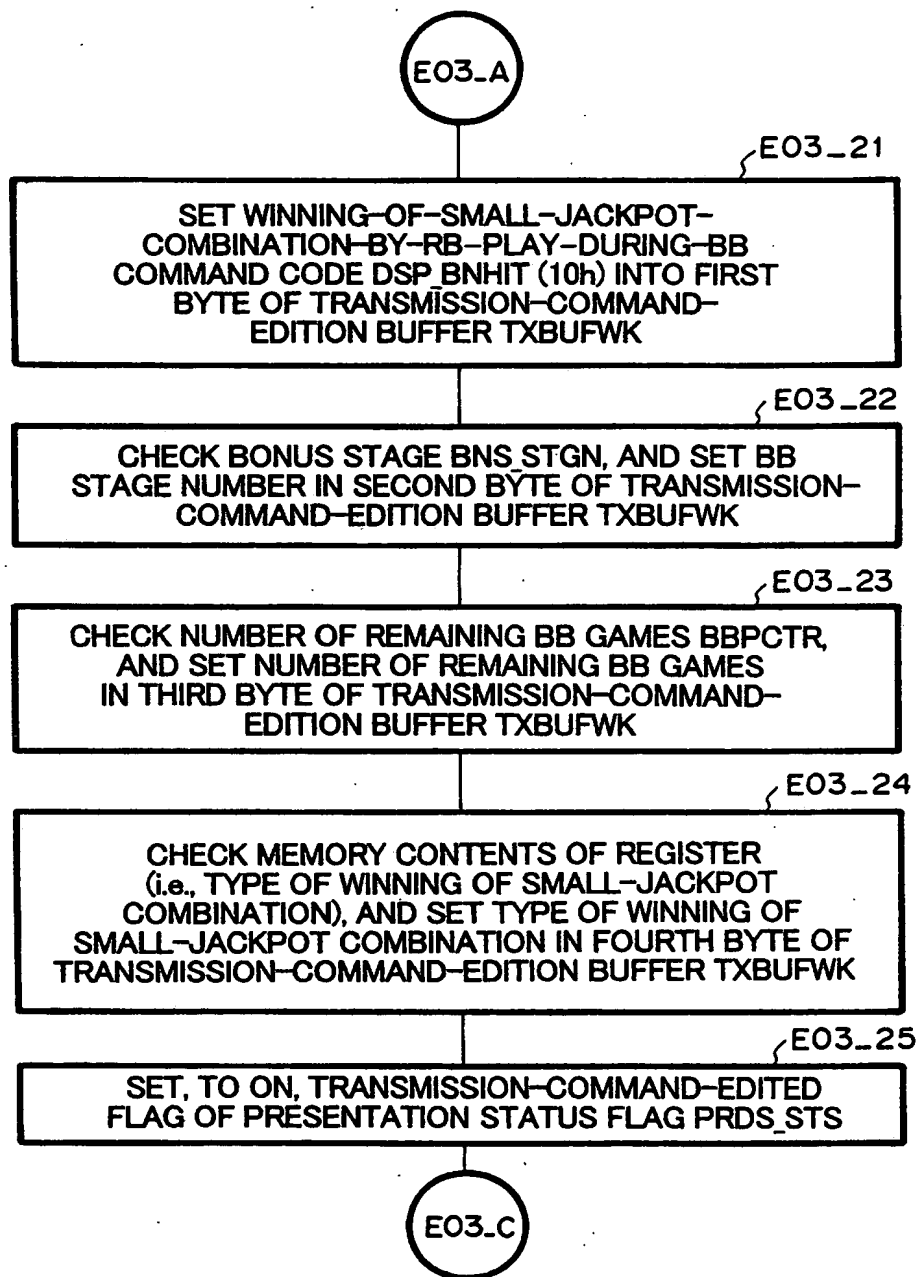 E03_A
E03_21
SET WINNING-OF-SMALL-JACKPOT-
COMBINATION-BY-RB-PLAY-DURING-BB
COMMAND CODE DSP_BNHIT (10h) INTO FIRST
BYTE OF TRANSMISSION-COMMAND-
EDITION BUFFER TXBUFWK
E03_22
CHECK BONUS STAGE BNS_STGN, AND SET BB
STAGE NUMBER IN SECOND BYTE OF TRANSMISSION-
COMMAND-EDITION BUFFER TXBUFWK
E03_23
CHECK NUMBER OF REMAINING BB GAMES BBPCTR,
AND SET NUMBER OF REMAINING BB GAMES
IN THIRD BYTE OF TRANSMISSION-COMMAND-
EDITION BUFFER TXBUFWK
E03_24
CHECK MEMORY CONTENTS OF REGISTER
(i.e., TYPE OF WINNING OF SMALL-JACKPOT
COMBINATION), AND SET TYPE OF WINNING OF
SMALL-JACKPOT COMBINATION IN FOURTH BYTE OF
TRANSMISSION-COMMAND-EDITION BUFFER TXBUFWK
E03_25
SET, TO ON, TRANSMISSION-COMMAND-EDITED
FLAG OF PRESENTATION STATUS FLAG PRDS_STS
E03_C